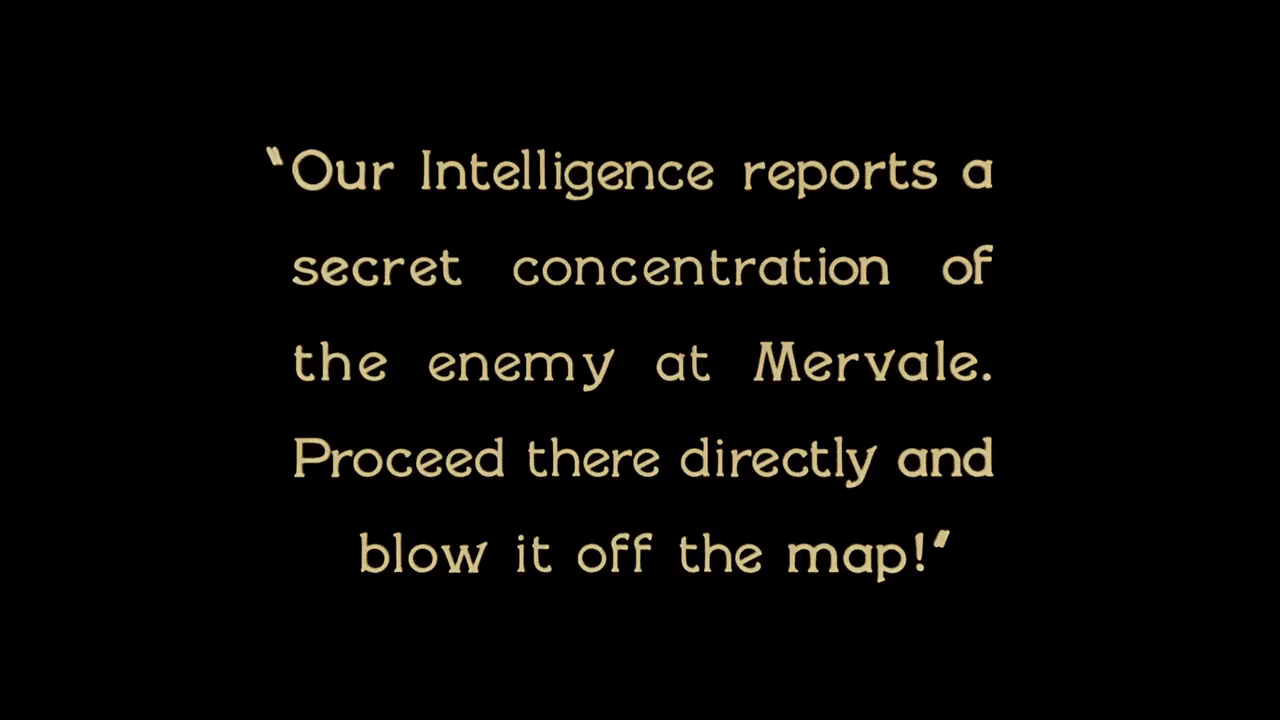 "Our Intelligence reports a
secret concentration of
the enemy at Mervale.
Proceed there directly and
blow it off the map!"